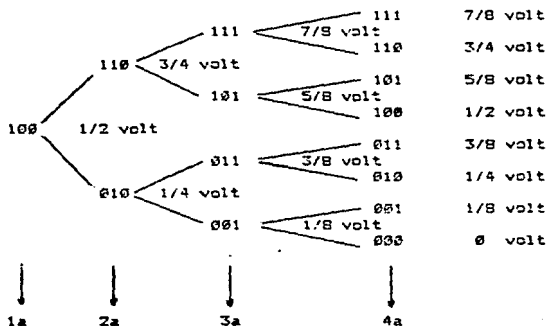 111 7/8 volt
111 7/8 volt
110 3/4 volt
110 3/4 volt
101 5/8 volt
101 5/8 volt
100 1/2 volt
100 1/2 volt
011 3/8 volt
011 3/8 volt
010 1/4 volt
010 1/4 volt
001 1/8 volt
001 1/8 volt
000 0 volt
1a 2a 3a 4a